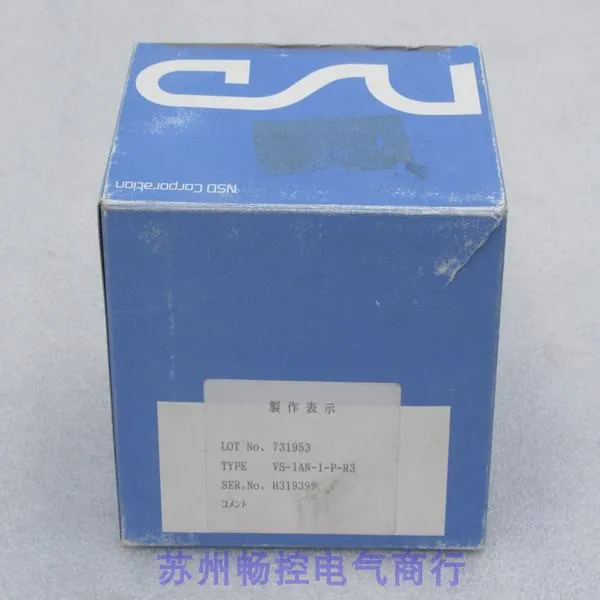 NSD
NSD Corporation
製作表示
LOT No. 731953
TYPE VS-1AN-1-P-R3
SER.No. H319399
コメント
苏州畅控电气商行